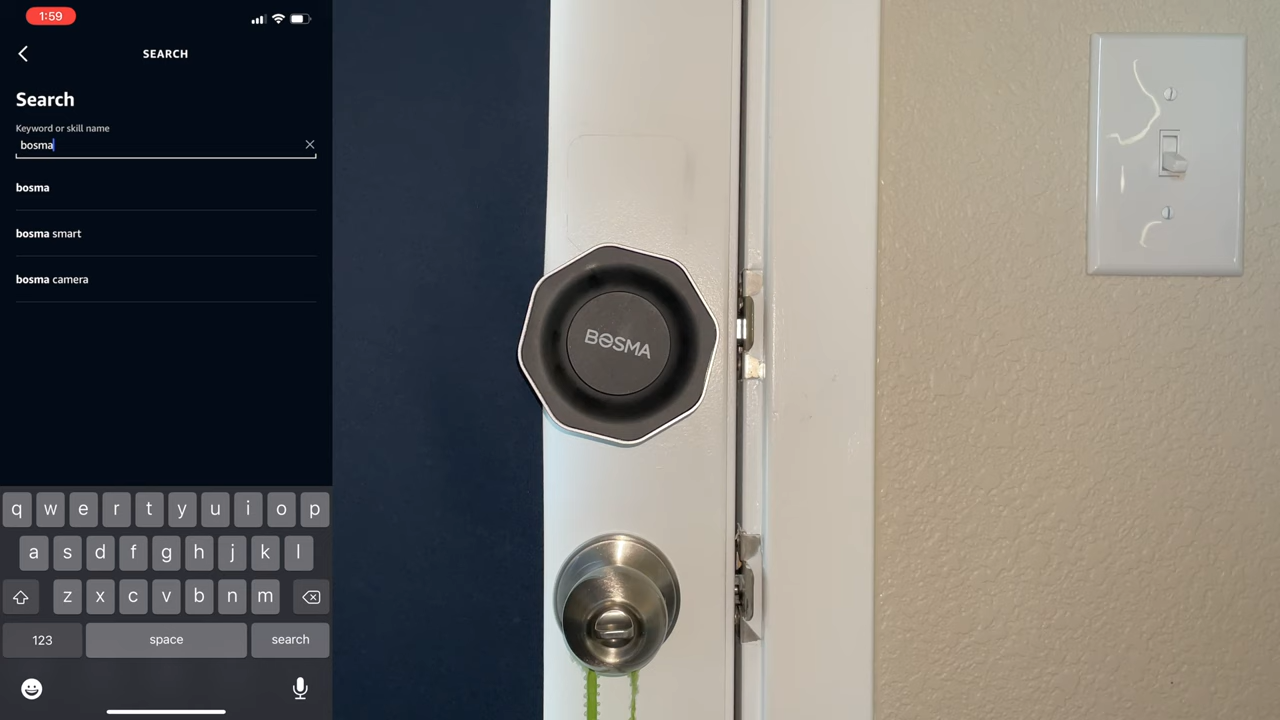 1:59
SEARCH
Search
Keyword or skill name
bosma
bosma
bosma smart
bosma camera
q w e r t y u i o p
a s d f g h j k l
z x c v b n m
123 space search
BOSMA